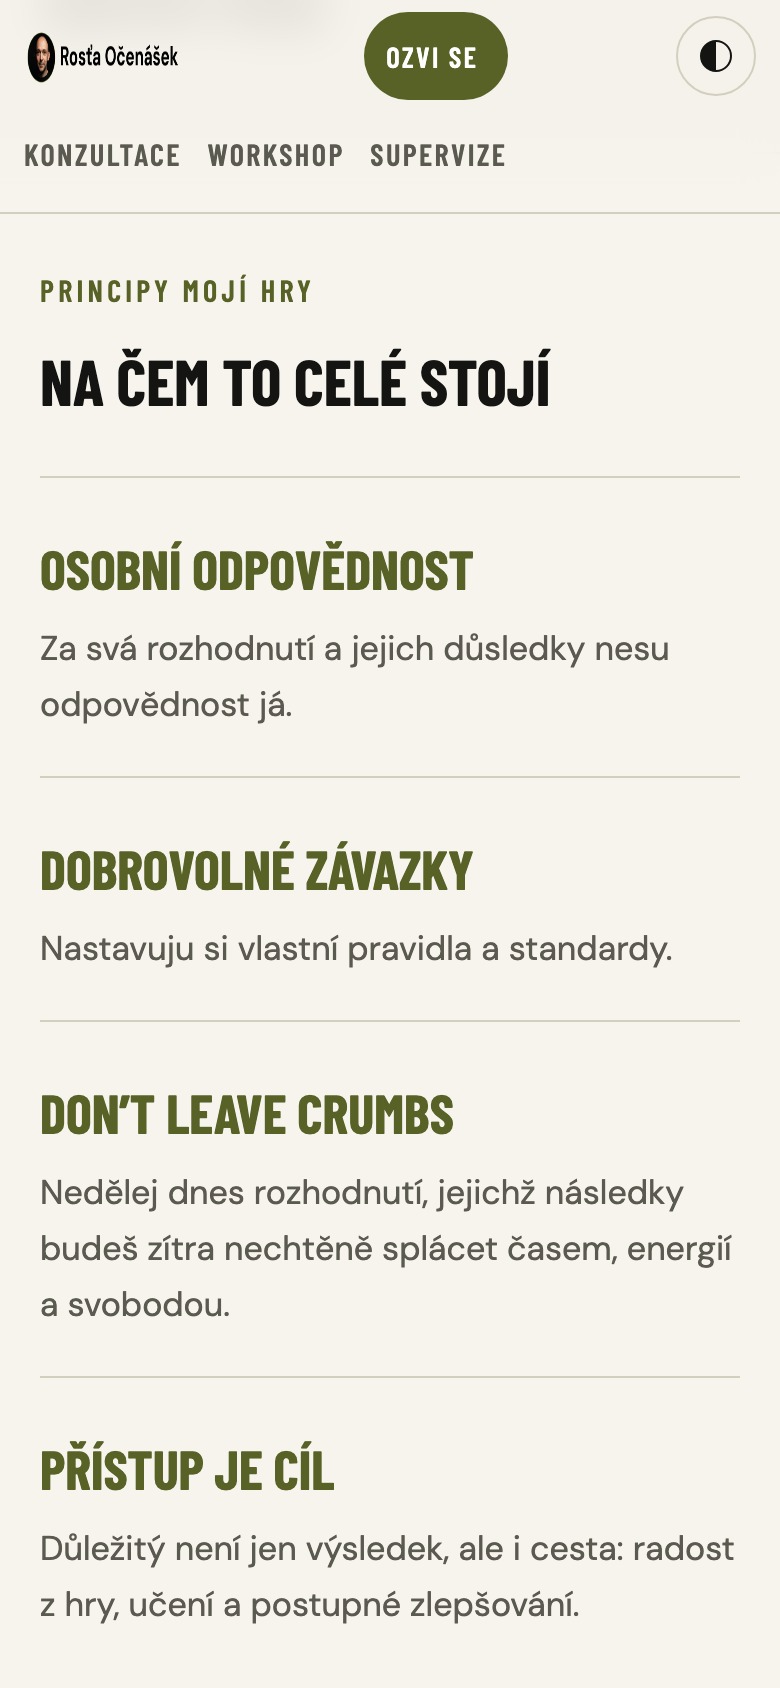 Rosťa Očenášek
OZVI SE
KONZULTACE WORKSHOP SUPERVIZE
PRINCIPY MOJÍ HRY
NA ČEM TO CELÉ STOJÍ
OSOBNÍ ODPOVĚDNOST
Za svá rozhodnutí a jejich důsledky nesu
odpovědnost já.
DOBROVOLNÉ ZÁVAZKY
Nastavuju si vlastní pravidla a standardy.
DON’T LEAVE CRUMBS
Nedělej dnes rozhodnutí, jejichž následky
budeš zítra nechtěně splácet časem, energií
a svobodou.
PŘÍSTUP JE CÍL
Důležitý není jen výsledek, ale i cesta: radost
z hry, učení a postupné zlepšování.